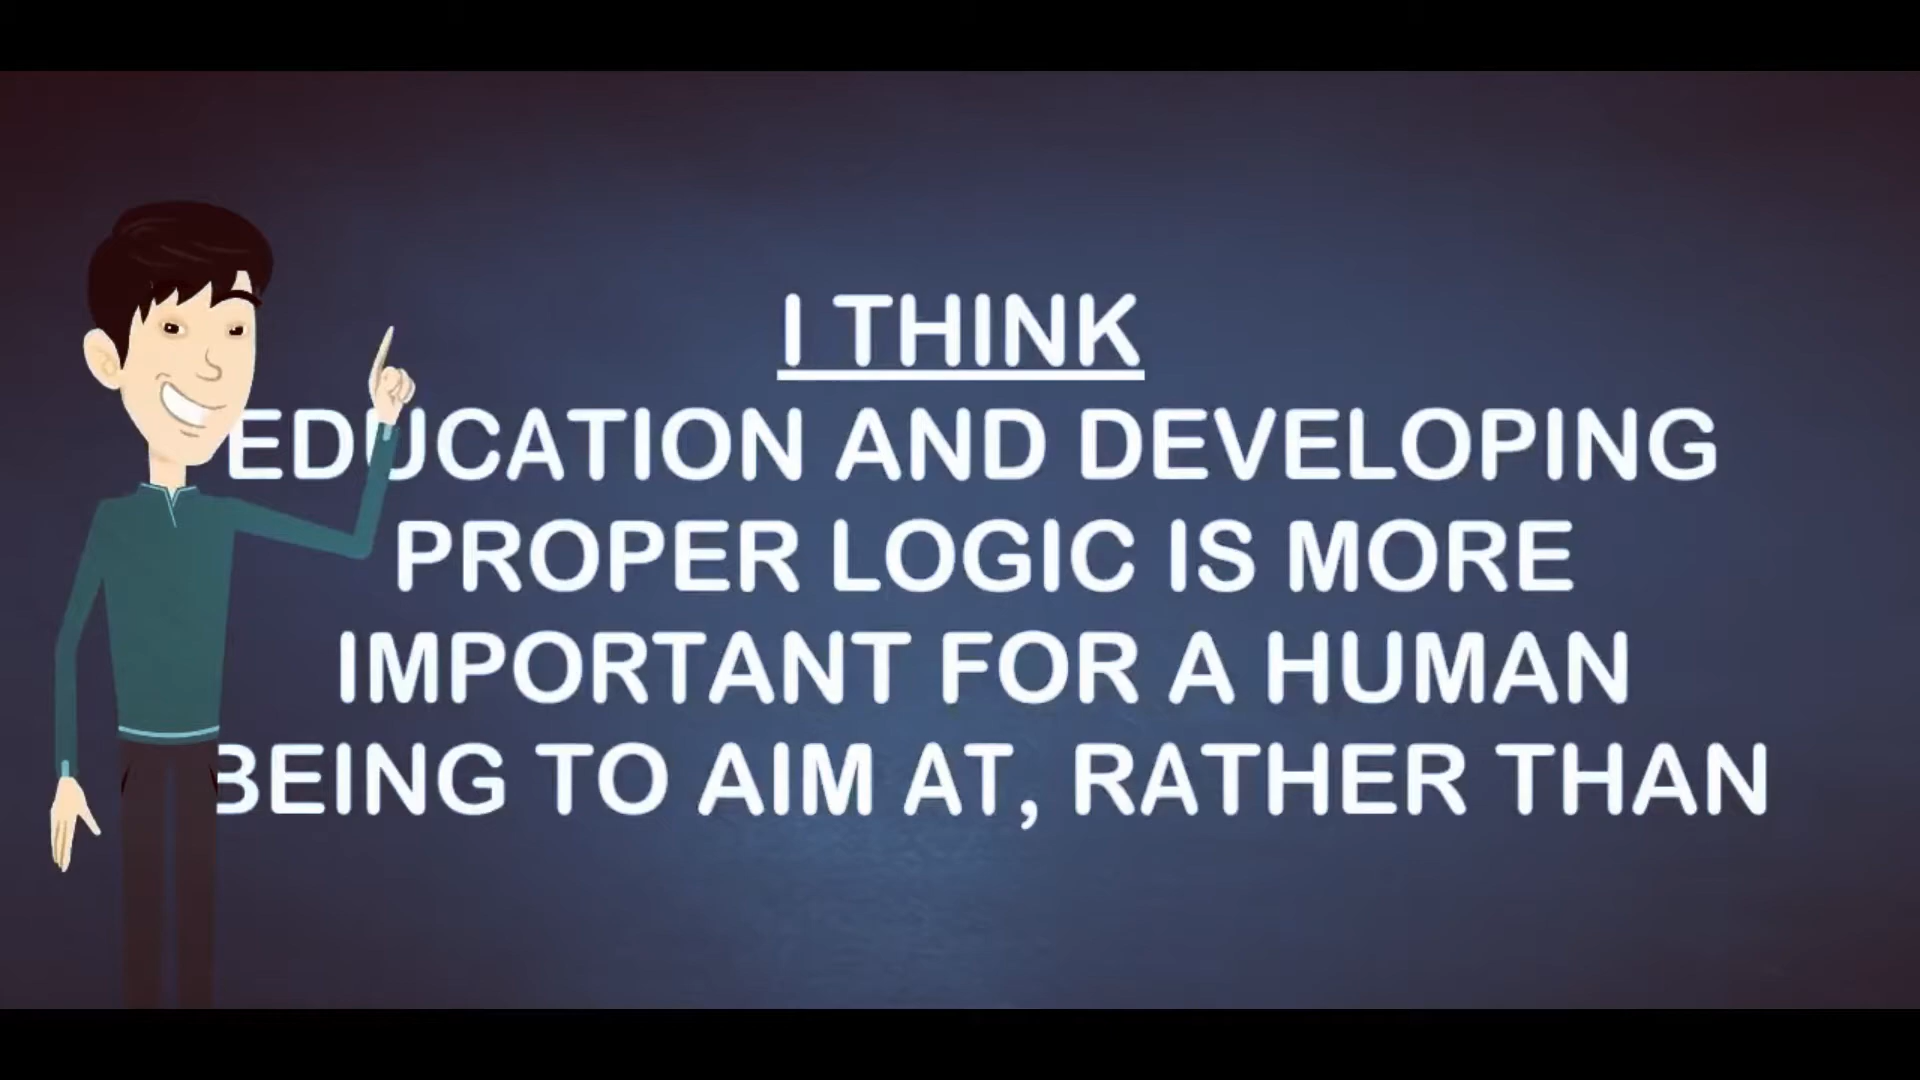 I THINK
EDUCATION AND DEVELOPING
PROPER LOGIC IS MORE
IMPORTANT FOR A HUMAN
BEING TO AIM AT, RATHER THAN